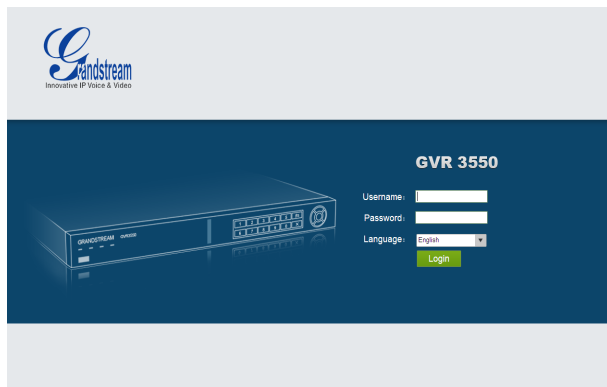 Grandstream
Innovative IP Voice & Video
GVR 3550
Username:
Password:
Language: English
Login
GRANDSTREAM